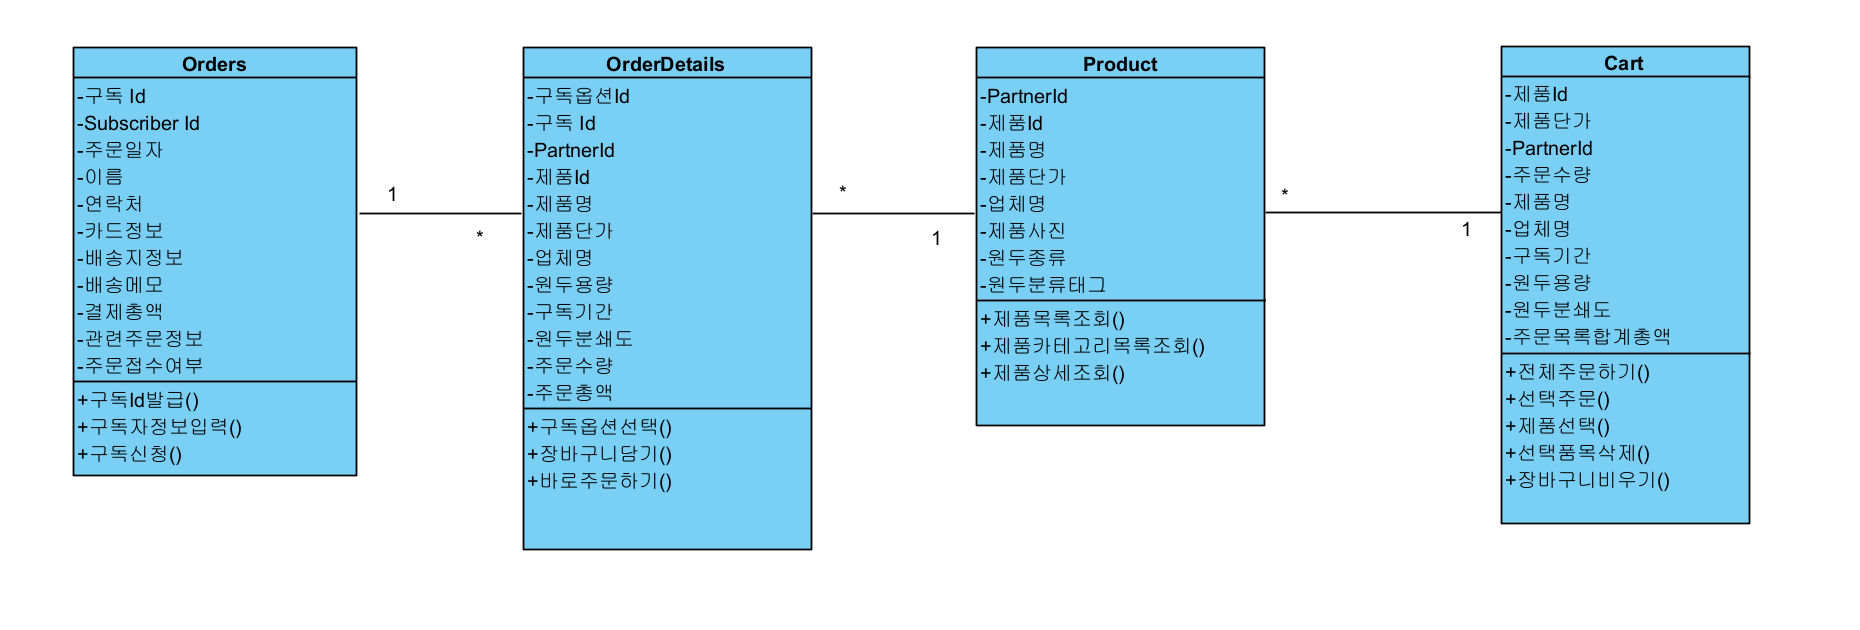 Orders
-구독 Id
-Subscriber Id
-주문일자
-이름
-연락처
-카드정보
-배송지정보
-배송메모
-결제총액
-관련주문정보
-주문접수여부
+구독Id발급()
+구독자정보입력()
+구독신청()
1
*
OrderDetails
-구독옵션Id
-구독 Id
-PartnerId
-제품Id
-제품명
-제품단가
-업체명
-원두용량
-구독기간
-원두분쇄도
-주문수량
-주문총액
+구독옵션선택()
+장바구니담기()
+바로주문하기()
*
1
Product
-PartnerId
-제품Id
-제품명
-제품단가
-업체명
-제품사진
-원두종류
-원두분류태그
+제품목록조회()
+제품카테고리목록조회()
+제품상세조회()
*
1
Cart
-제품Id
-제품단가
-PartnerId
-주문수량
-제품명
-업체명
-구독기간
-원두용량
-원두분쇄도
-주문목록합계총액
+전체주문하기()
+선택주문()
+제품선택()
+선택품목삭제()
+장바구니비우기()